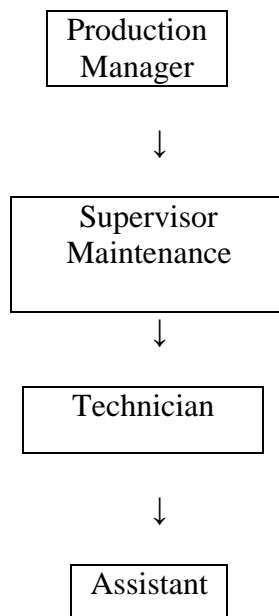 Production
Manager
↓
Supervisor
Maintenance
↓
Technician
↓
Assistant